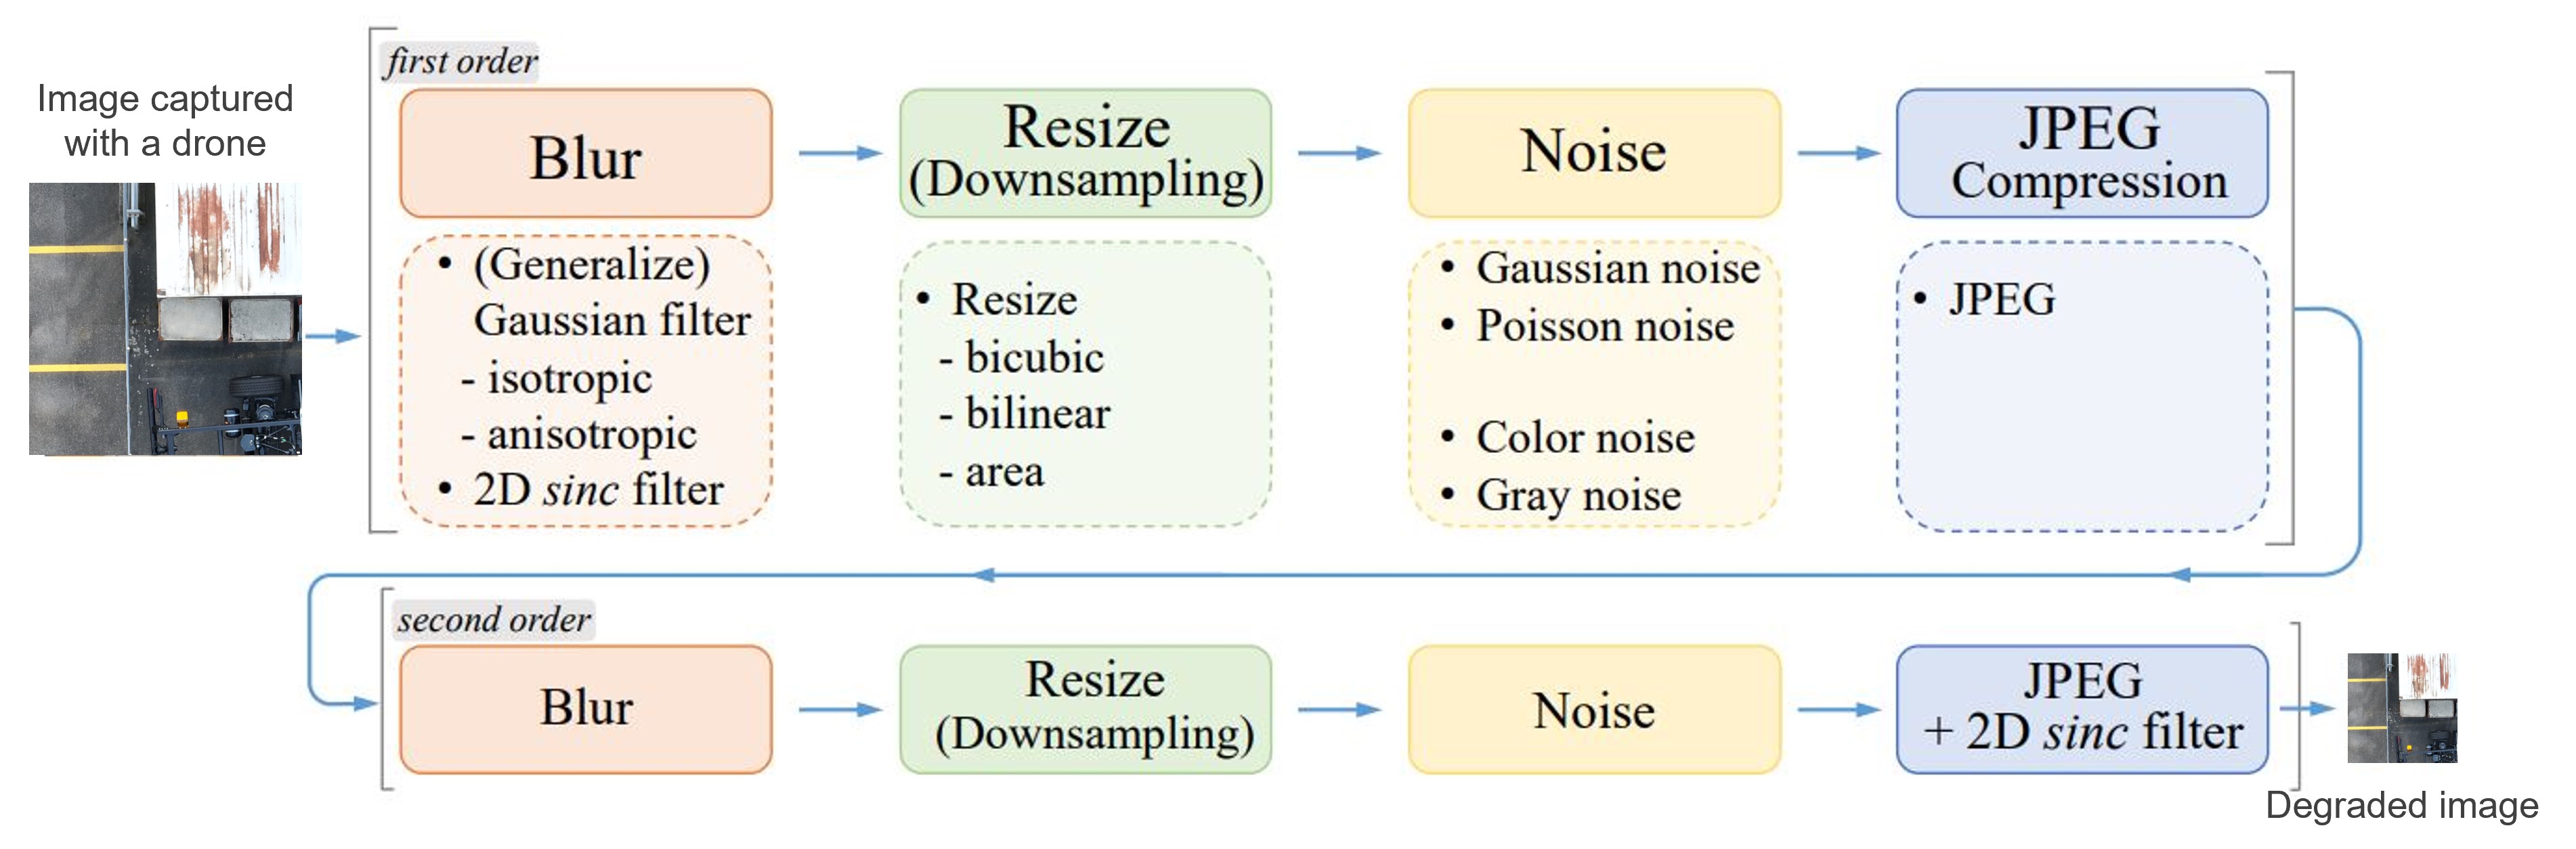 Image captured
with a drone
first order
Blur
Resize
(Downsampling)
Noise
JPEG
Compression
• (Generalize)
Gaussian filter
- isotropic
- anisotropic
• 2D sinc filter
• Resize
- bicubic
- bilinear
- area
• Gaussian noise
• Poisson noise
• Color noise
• Gray noise
• JPEG
second order
Blur
Resize
(Downsampling)
Noise
JPEG
+ 2D sinc filter
Degraded image